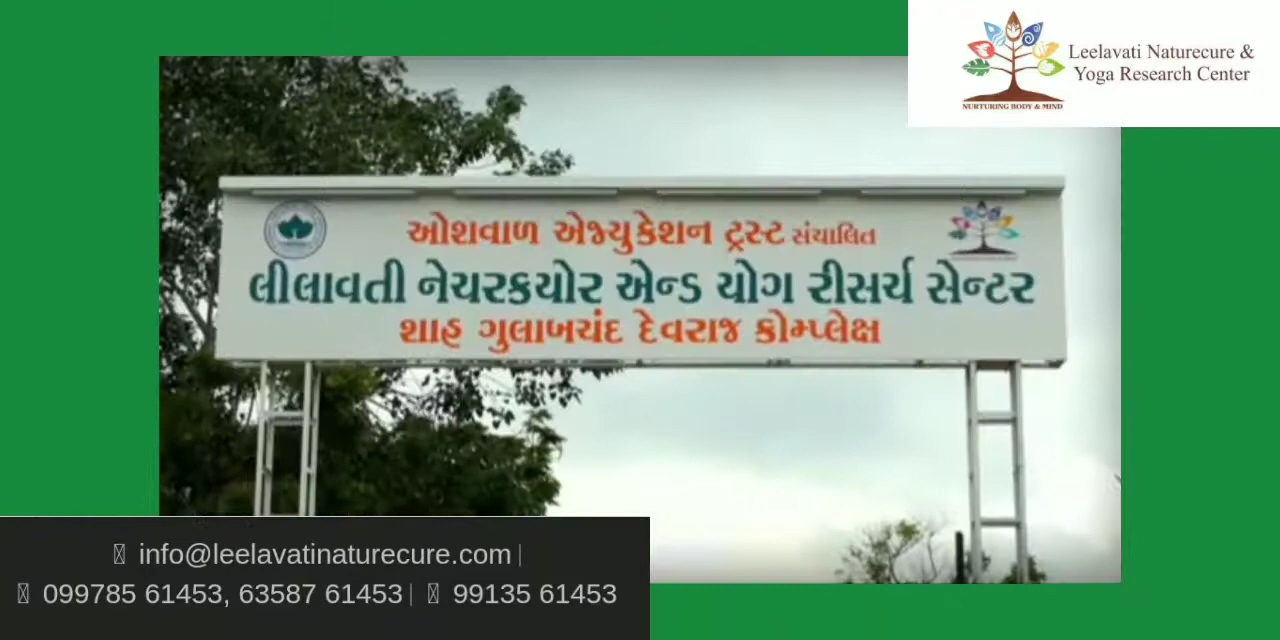 Leelavati Naturecure &
Yoga Research Center
NURTURING BODY & MIND
ઓશવાળ એજ્યુકેશન ટ્રસ્ટ સંચાલિત
લીલાવતી નેચરકયોર એન્ડ યોગ રીસર્ચ સેન્ટર
શાહ ગુલાબચંદ દેવરાજ કોમ્પ્લેક્ષ
info@leelavatinaturecure.com |
099785 61453, 63587 61453 | 99135 61453